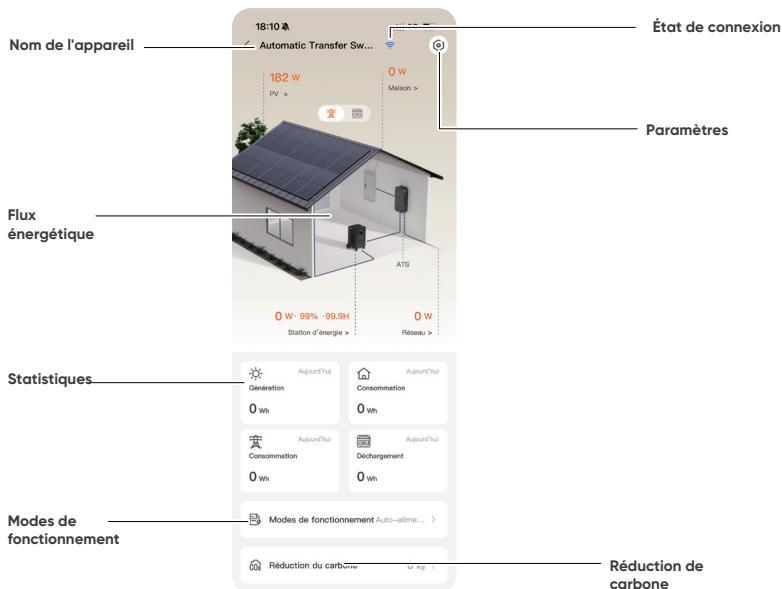 18:10
État de connexion
Nom de l'appareil
Automatic Transfer Sw...
182 W
PV >
0 W
Maison >
Paramètres
Flux
énergétique
ATS
0 W · 99% · 99.9H
Station d'énergie >
0 W
Réseau >
Statistiques
Aujourd'hui
Génération
0 Wh
Aujourd'hui
Consommation
0 Wh
Aujourd'hui
Consommation
0 Wh
Aujourd'hui
Déchargement
0 Wh
Modes de
fonctionnement
Modes de fonctionnement Auto-alime... >
Réduction du carbone
kg >
Réduction de
carbone